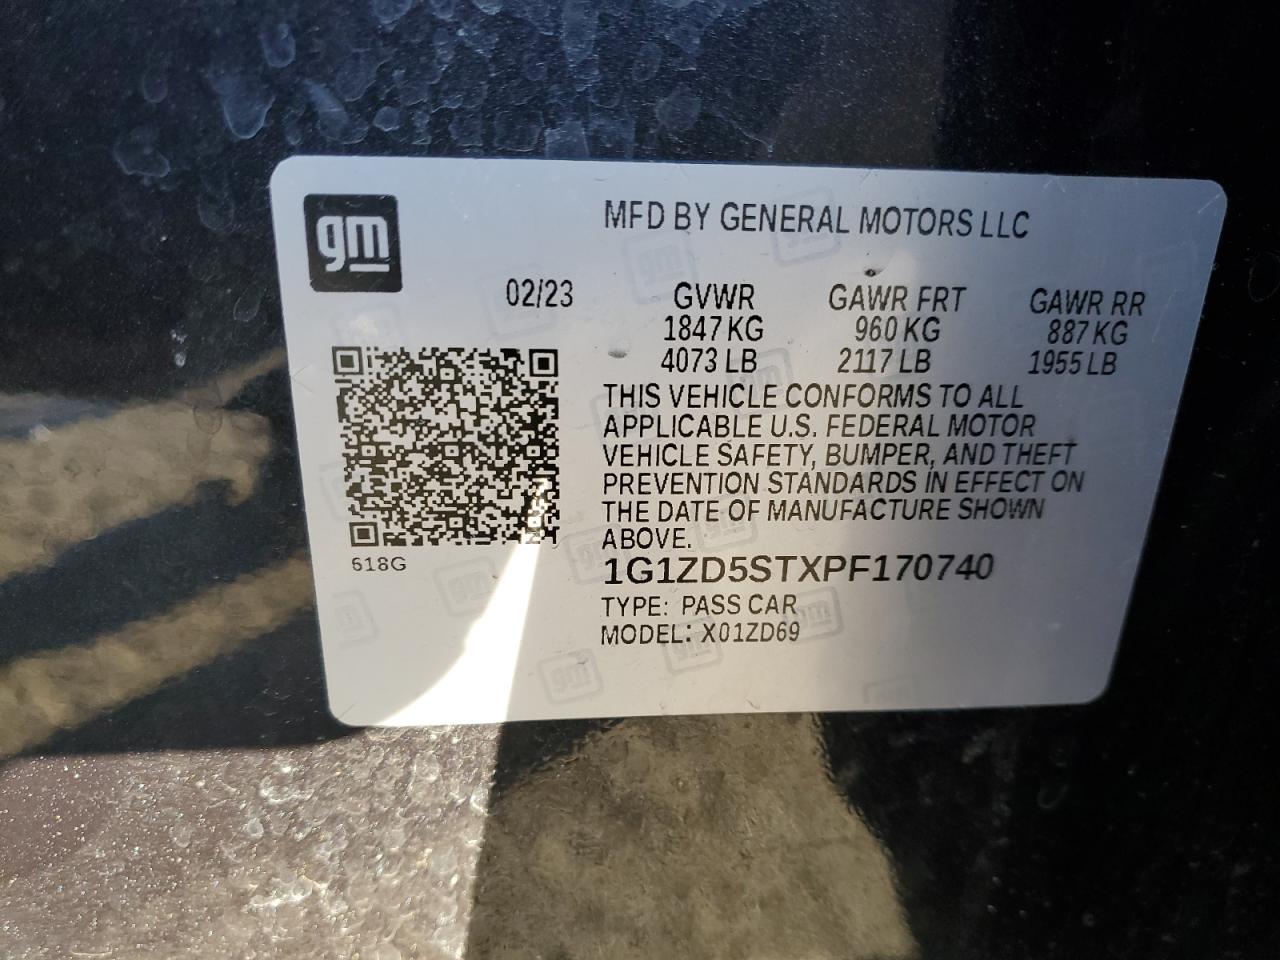 gm
MFD BY GENERAL MOTORS LLC
02/23
GVWR GAWR FRT GAWR RR
1847 KG 960 KG 887 KG
4073 LB 2117 LB 1955 LB
THIS VEHICLE CONFORMS TO ALL
APPLICABLE U.S. FEDERAL MOTOR
VEHICLE SAFETY, BUMPER, AND THEFT
PREVENTION STANDARDS IN EFFECT ON
THE DATE OF MANUFACTURE SHOWN
ABOVE.
618G
1G1ZD5STXPF170740
TYPE: PASS CAR
MODEL: X01ZD69